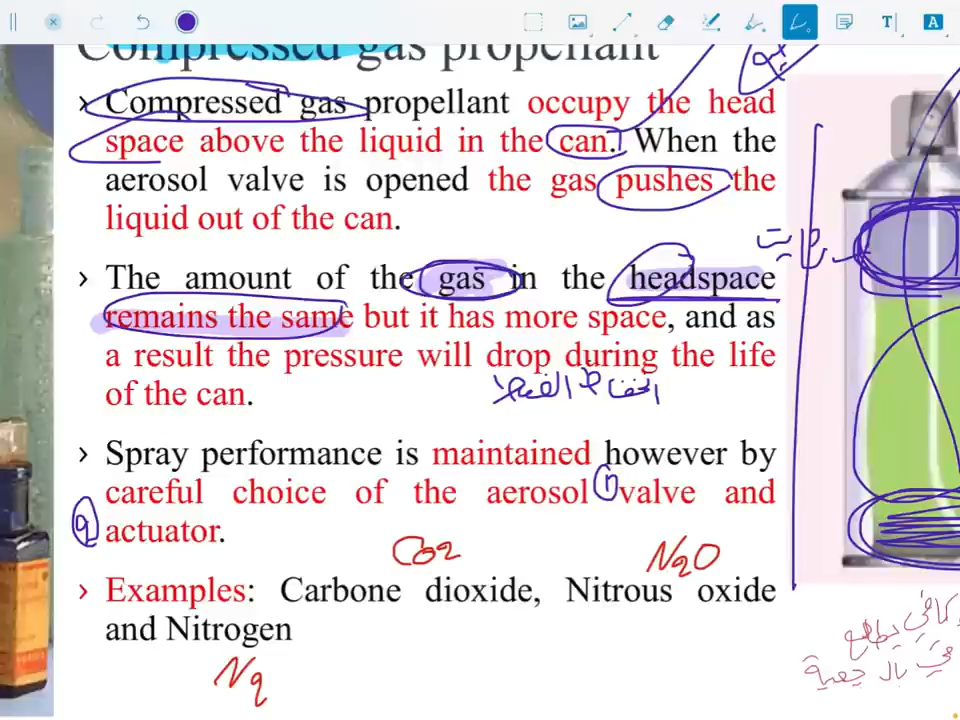 Compressed gas propellant
› Compressed gas propellant occupy the head
space above the liquid in the can. When the
aerosol valve is opened the gas pushes the
liquid out of the can.
› The amount of the gas in the headspace
remains the same but it has more space, and as
a result the pressure will drop during the life
of the can.
› Spray performance is maintained however by
careful choice of the aerosol valve and
actuator.
CO2
N2O
› Examples: Carbone dioxide, Nitrous oxide
and Nitrogen
N2